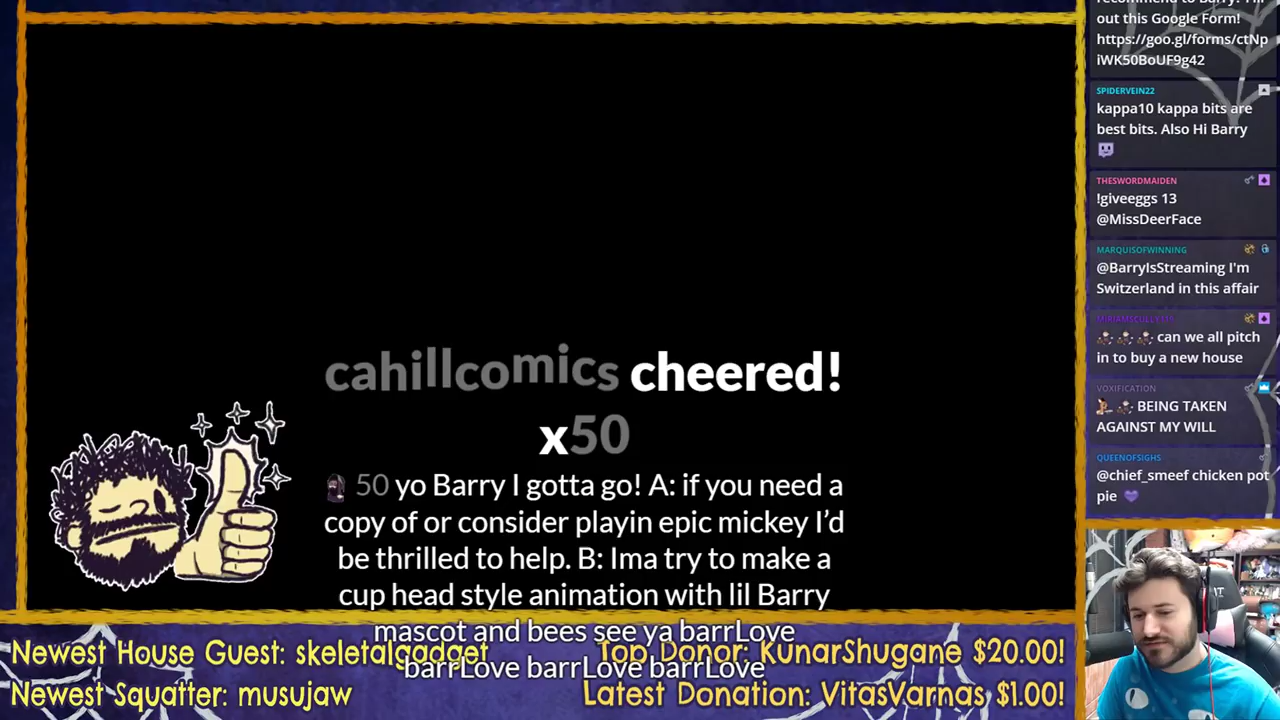 recommend to Barry? Fill
out this Google Form!
https://goo.gl/forms/ctNp
iWK50BoUF9g42
SPIDERVEIN22
kappa10 kappa bits are
best bits. Also Hi Barry
THESWORDMAIDEN
!giveeggs 13
@MissDeerFace
MARQUISOFWINNING
@BarryIsStreaming I'm
Switzerland in this affair
can we all pitch
in to buy a new house
VOXIFICATION
BEING TAKEN
AGAINST MY WILL
QUEENOFSIGHS
@chief_smeef chicken pot
pie
cahillcomics cheered!
x50
50 yo Barry I gotta go! A: if you need a
copy of or consider playin epic mickey I'd
be thrilled to help. B: Ima try to make a
cup head style animation with lil Barry
mascot and bees see ya barrLove
barrLove barrLove barrLove
Newest House Guest: skeletalgadget
Newest Squatter: musujaw
Top Donor: KunarShugane $20.00!
Latest Donation: VitasVarnas $1.00!